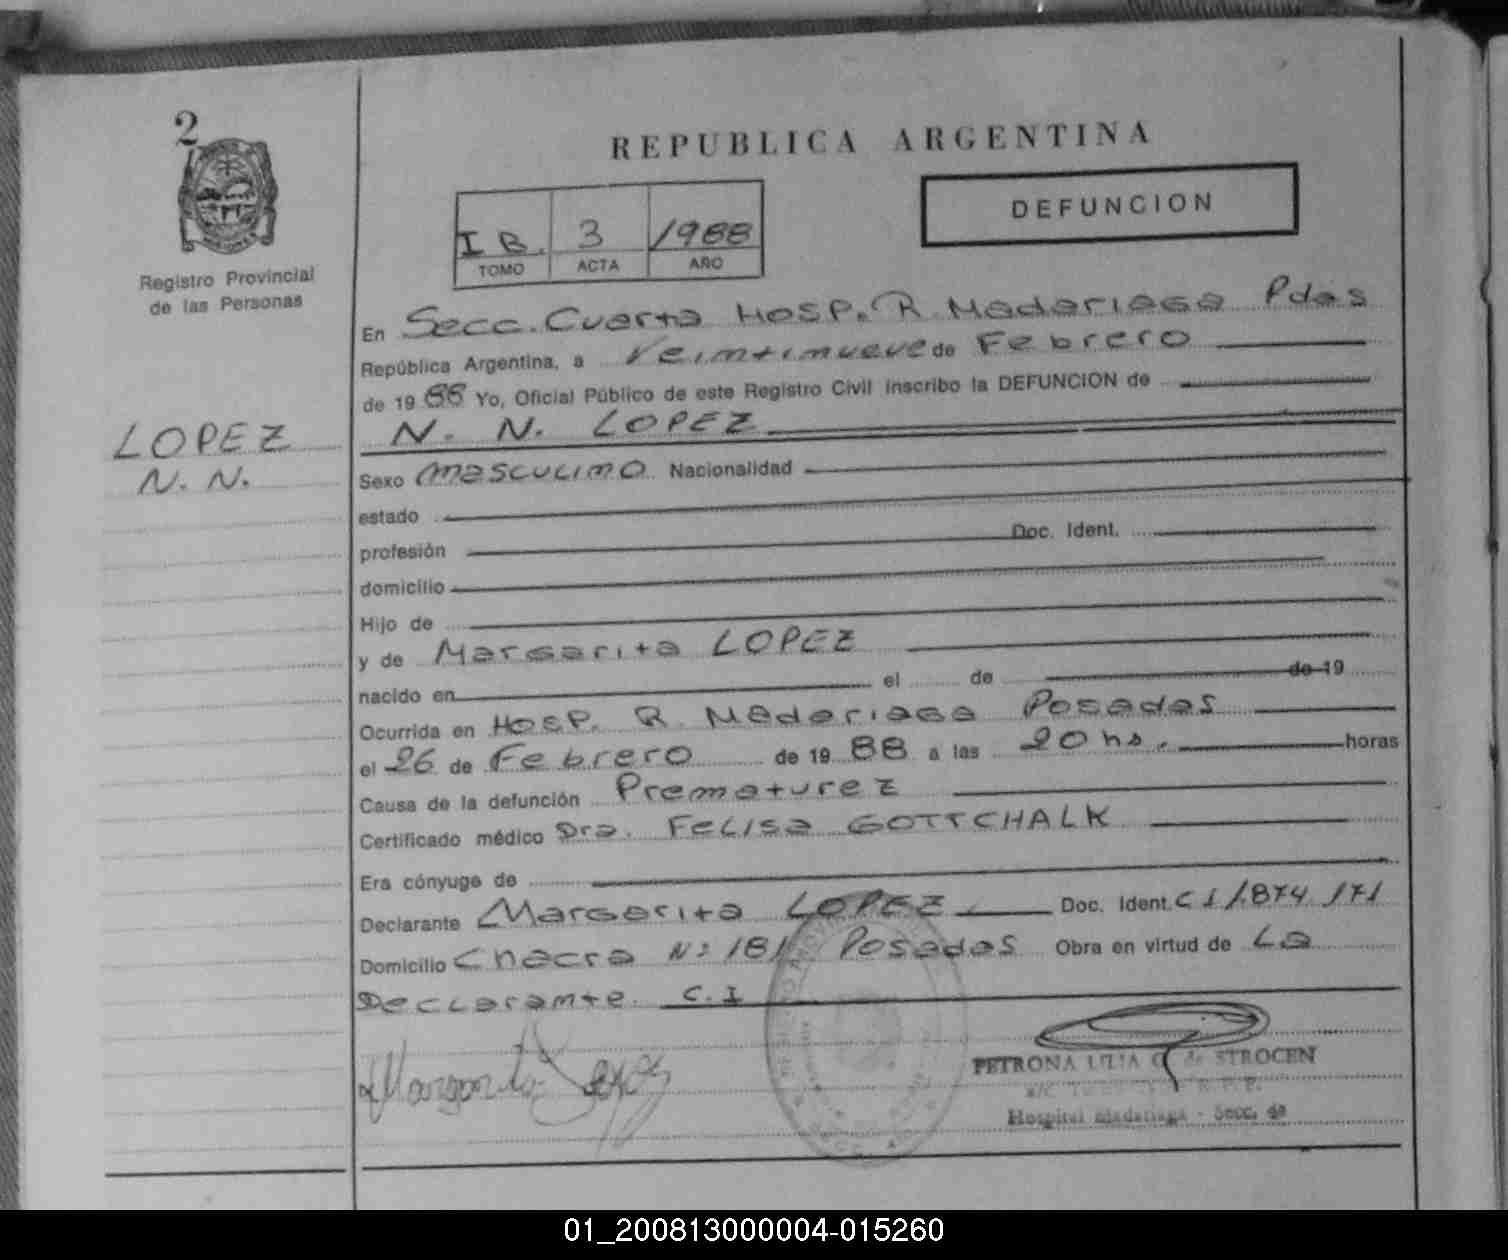 2
Registro Provincial
de las Personas
LOPEZ
N. N.
REPUBLICA ARGENTINA
I B. 3 1988
TOMO ACTA AÑO
DEFUNCION
En Secc. Cuarta Hosp. R. Madariaga Pdas
República Argentina, a Veintinueve de Febrero
de 19 88 Yo, Oficial Público de este Registro Civil inscribo la DEFUNCION de
N. N. LOPEZ
Sexo masculino Nacionalidad
estado
profesión Doc. Ident.
domicilio
Hijo de
y de Margarita LOPEZ
nacido en el de de 19
Ocurrida en Hosp. R. Madariaga Posadas
el 26 de Febrero de 19 88 a las 20 hs. horas
Causa de la defunción Prematurez
Certificado médico Dra. Felisa GOTTCHALK
Era cónyuge de
Declarante Margarita LOPEZ Doc. Ident. C I 1.874.171
Domicilio Chacra Nº 181 Posadas Obra en virtud de La
Declarante. C.I
Margarita Lopez
PETRONA LILIA G. de STROCEN
Hospital Madariaga - Secc. 4a
01_200813000004-015260